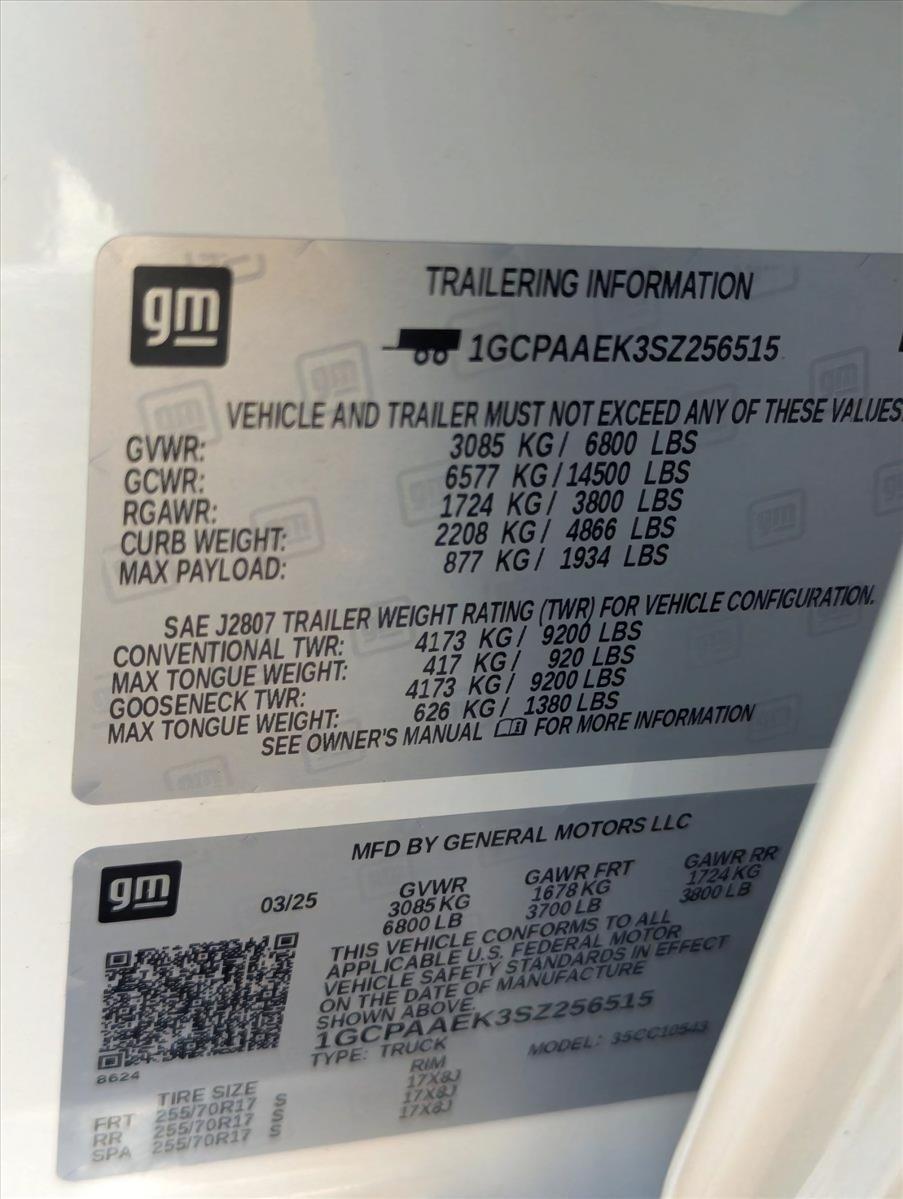 gm
TRAILERING INFORMATION
1GCPAAEK3SZ256515
VEHICLE AND TRAILER MUST NOT EXCEED ANY OF THESE VALUES
GVWR: 3085 KG / 6800 LBS
GCWR: 6577 KG / 14500 LBS
RGAWR: 1724 KG / 3800 LBS
CURB WEIGHT: 2208 KG / 4866 LBS
MAX PAYLOAD: 877 KG / 1934 LBS
SAE J2807 TRAILER WEIGHT RATING (TWR) FOR VEHICLE CONFIGURATION.
CONVENTIONAL TWR: 4173 KG / 9200 LBS
MAX TONGUE WEIGHT: 417 KG / 920 LBS
GOOSENECK TWR: 4173 KG / 9200 LBS
MAX TONGUE WEIGHT: 626 KG / 1380 LBS
SEE OWNER'S MANUAL FOR MORE INFORMATION
gm
MFD BY GENERAL MOTORS LLC
03/25 GVWR GAWR FRT GAWR RR
3085 KG 1678 KG 1724 KG
6800 LB 3700 LB 3800 LB
THIS VEHICLE CONFORMS TO ALL
APPLICABLE U.S. FEDERAL MOTOR
VEHICLE SAFETY STANDARDS IN EFFECT
ON THE DATE OF MANUFACTURE
SHOWN ABOVE.
1GCPAAEK3SZ256515
TYPE: TRUCK MODEL: 35CC10543
8624
TIRE SIZE RIM
FRT 255/70R17 S 17X8J
RR 255/70R17 S 17X8J
SPA 255/70R17 S 17X8J